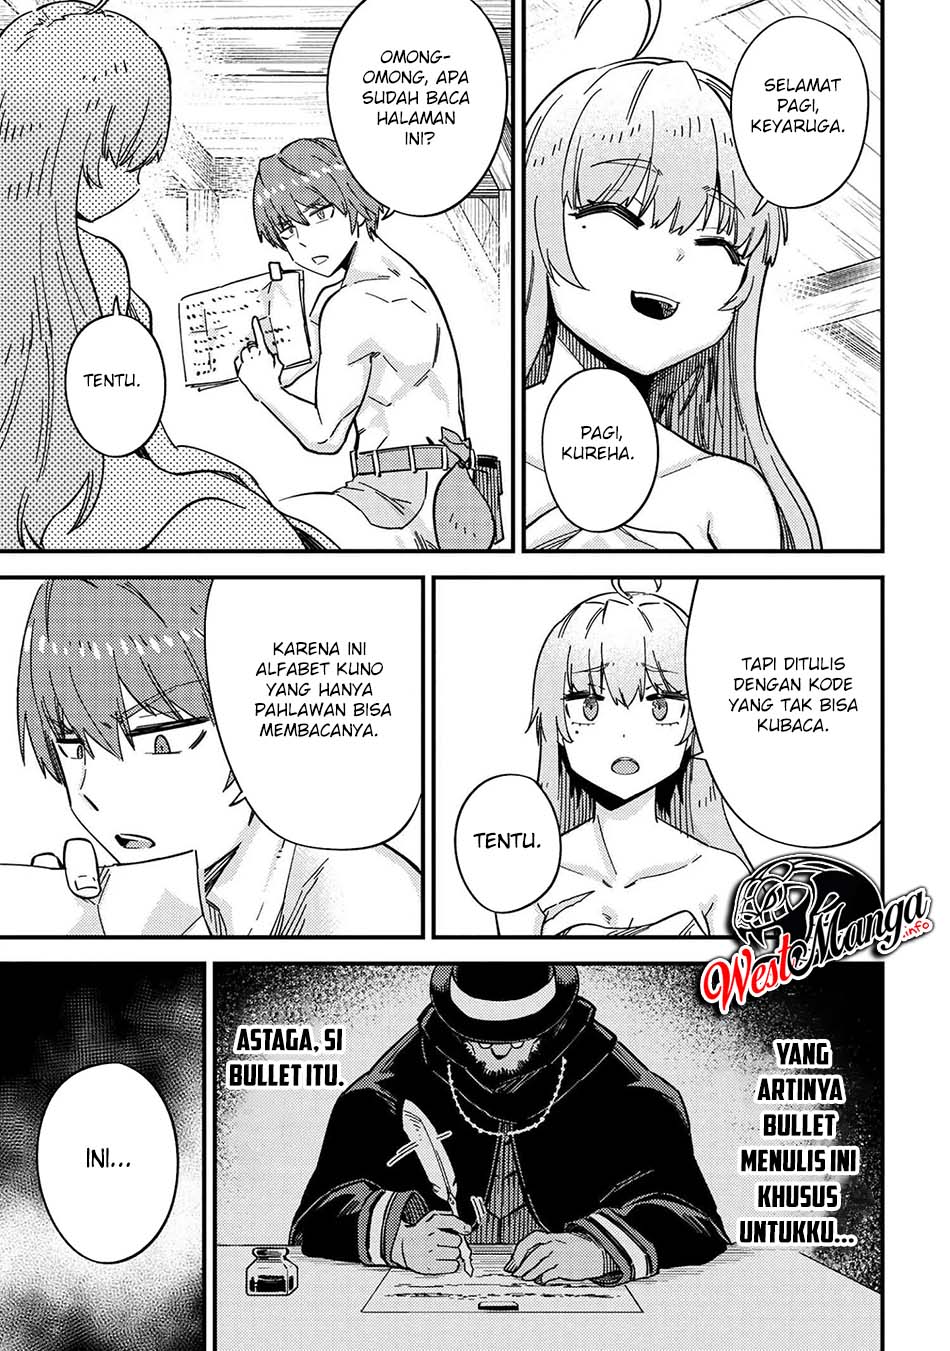 SELAMAT
PAGI,
KEYARUGA.
PAGI,
KUREHA.
OMONG-
OMONG, APA
SUDAH BACA
HALAMAN
INI?
TENTU.
TAPI DITULIS
DENGAN KODE
YANG TAK BISA
KUBACA.
TENTU.
KARENA INI
ALFABET KUNO
YANG HANYA
PAHLAWAN BISA
MEMBACANYA.
WestManga
.info
YANG
ARTINYA
BULLET
MENULIS INI
KHUSUS
UNTUKKU...
ASTAGA, SI
BULLET ITU.
INI...